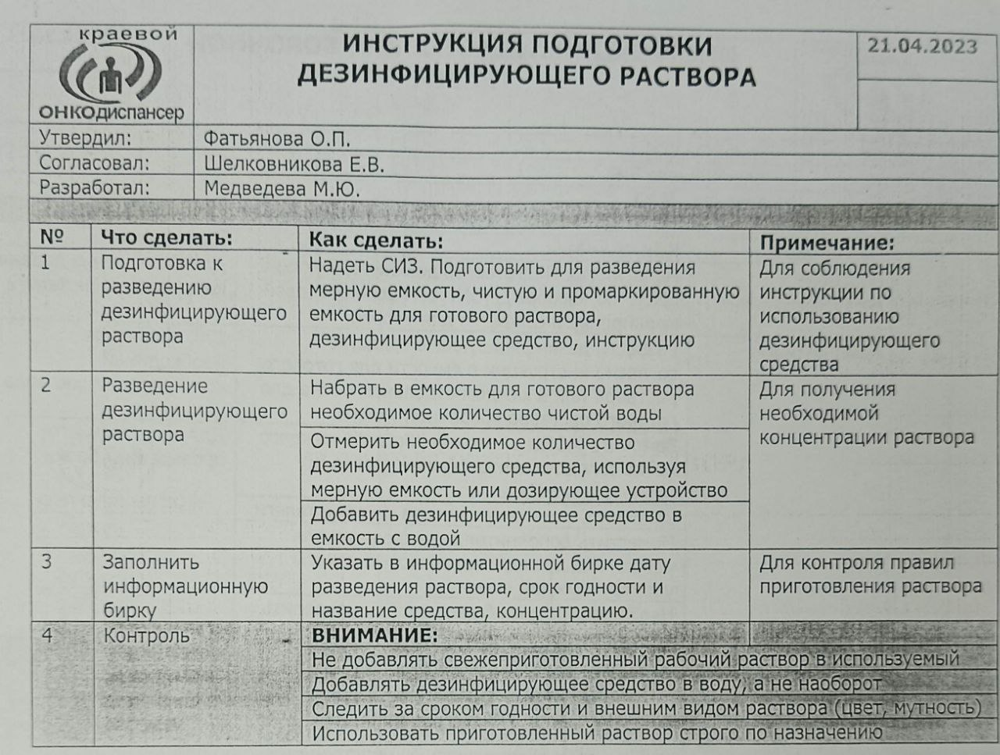 краевой
ОНКОдиспансер
ИНСТРУКЦИЯ ПОДГОТОВКИ
ДЕЗИНФИЦИРУЮЩЕГО РАСТВОРА
21.04.2023
Утвердил: Фатьянова О.П.
Согласовал: Шелковникова Е.В.
Разработал: Медведева М.Ю.
№ Что сделать: Как сделать: Примечание:
1
Подготовка к
разведению
дезинфицирующего
раствора
Надеть СИЗ. Подготовить для разведения
мерную емкость, чистую и промаркированную
емкость для готового раствора,
дезинфицирующее средство, инструкцию
Для соблюдения
инструкции по
использованию
дезинфицирующего
средства
2
Разведение
дезинфицирующего
раствора
Набрать в емкость для готового раствора
необходимое количество чистой воды
Отмерить необходимое количество
дезинфицирующего средства, используя
мерную емкость или дозирующее устройство
Добавить дезинфицирующее средство в
емкость с водой
Для получения
необходимой
концентрации раствора
3
Заполнить
информационную
бирку
Указать в информационной бирке дату
разведения раствора, срок годности и
название средства, концентрацию.
Для контроля правил
приготовления раствора
4
Контроль
ВНИМАНИЕ:
Не добавлять свежеприготовленный рабочий раствор в используемый
Добавлять дезинфицирующее средство в воду, а не наоборот
Следить за сроком годности и внешним видом раствора (цвет, мутность)
Использовать приготовленный раствор строго по назначению